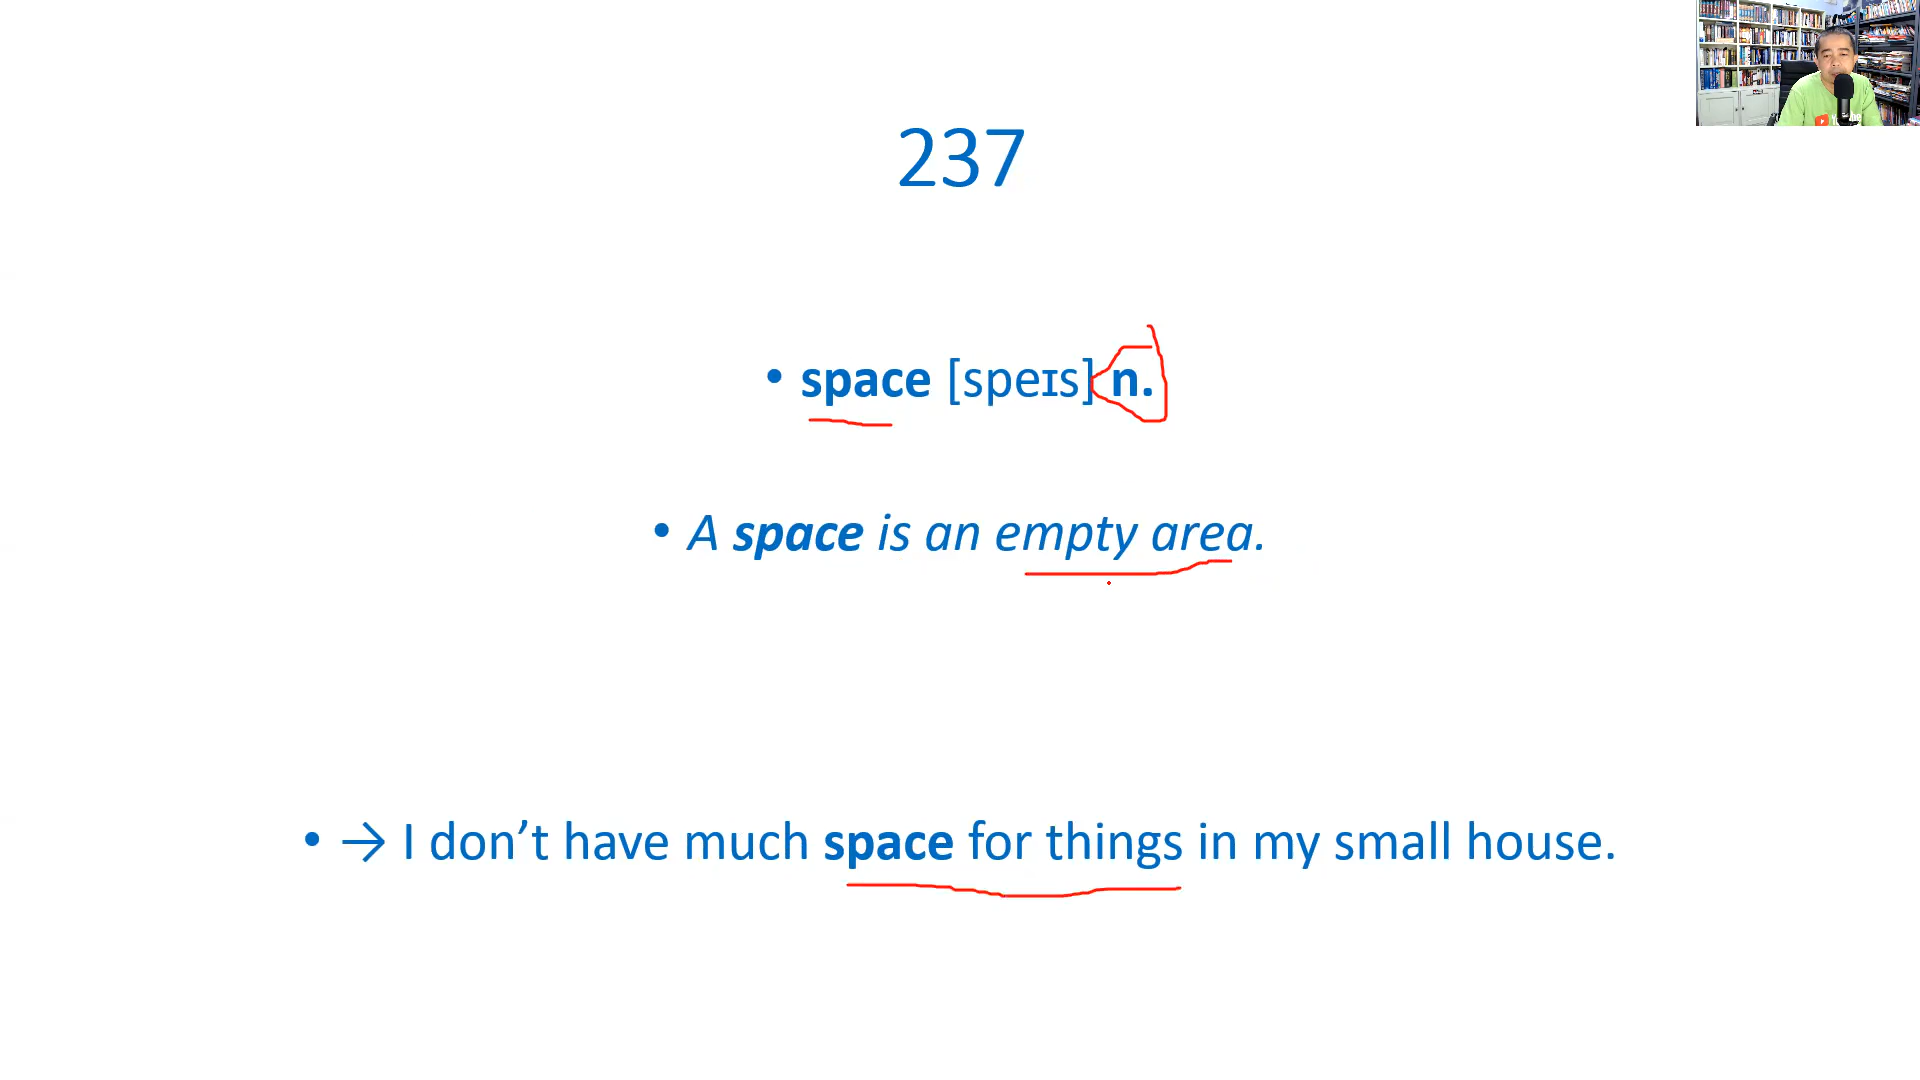 237
• space [speɪs] n.
• A space is an empty area.
• → I don’t have much space for things in my small house.